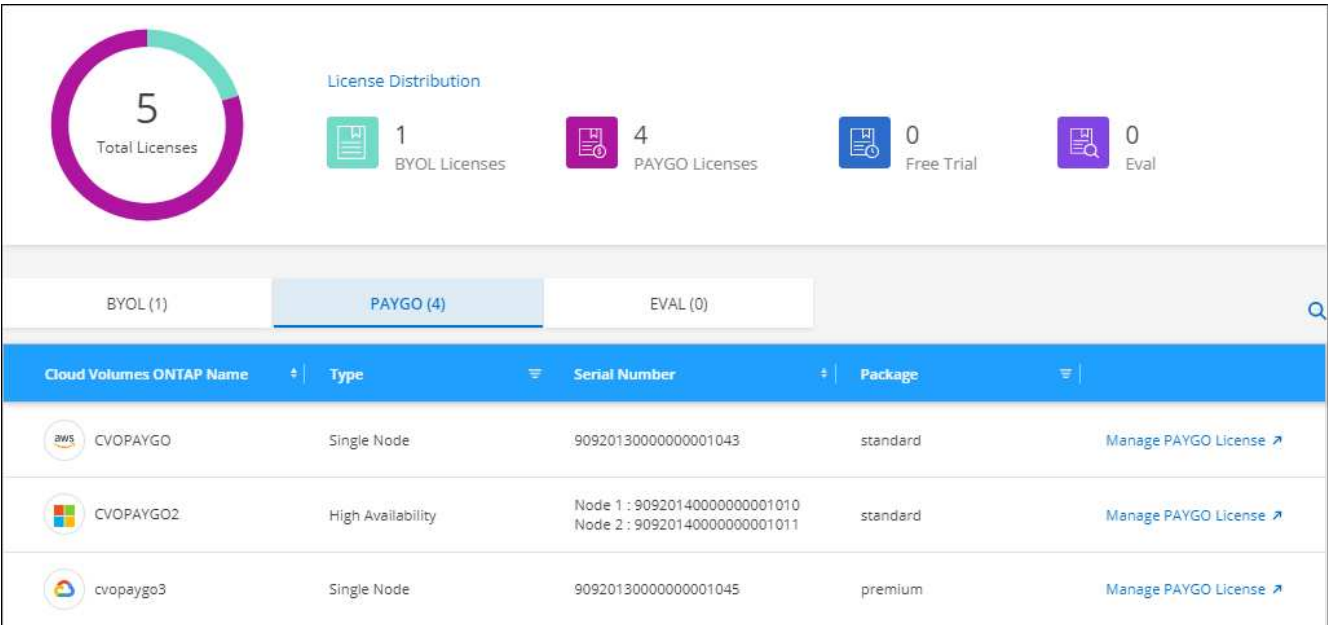 5
Total Licenses
License Distribution
1
BYOL Licenses
4
PAYGO Licenses
0
Free Trial
0
Eval
BYOL (1)
PAYGO (4)
EVAL (0)
Cloud Volumes ONTAP Name
Type
Serial Number
Package
aws
CVOPAYGO
Single Node
90920130000000001043
standard
Manage PAYGO License
CVOPAYGO2
High Availability
Node 1 : 90920140000000001010
Node 2 : 90920140000000001011
standard
Manage PAYGO License
cvopaygo3
Single Node
90920130000000001045
premium
Manage PAYGO License